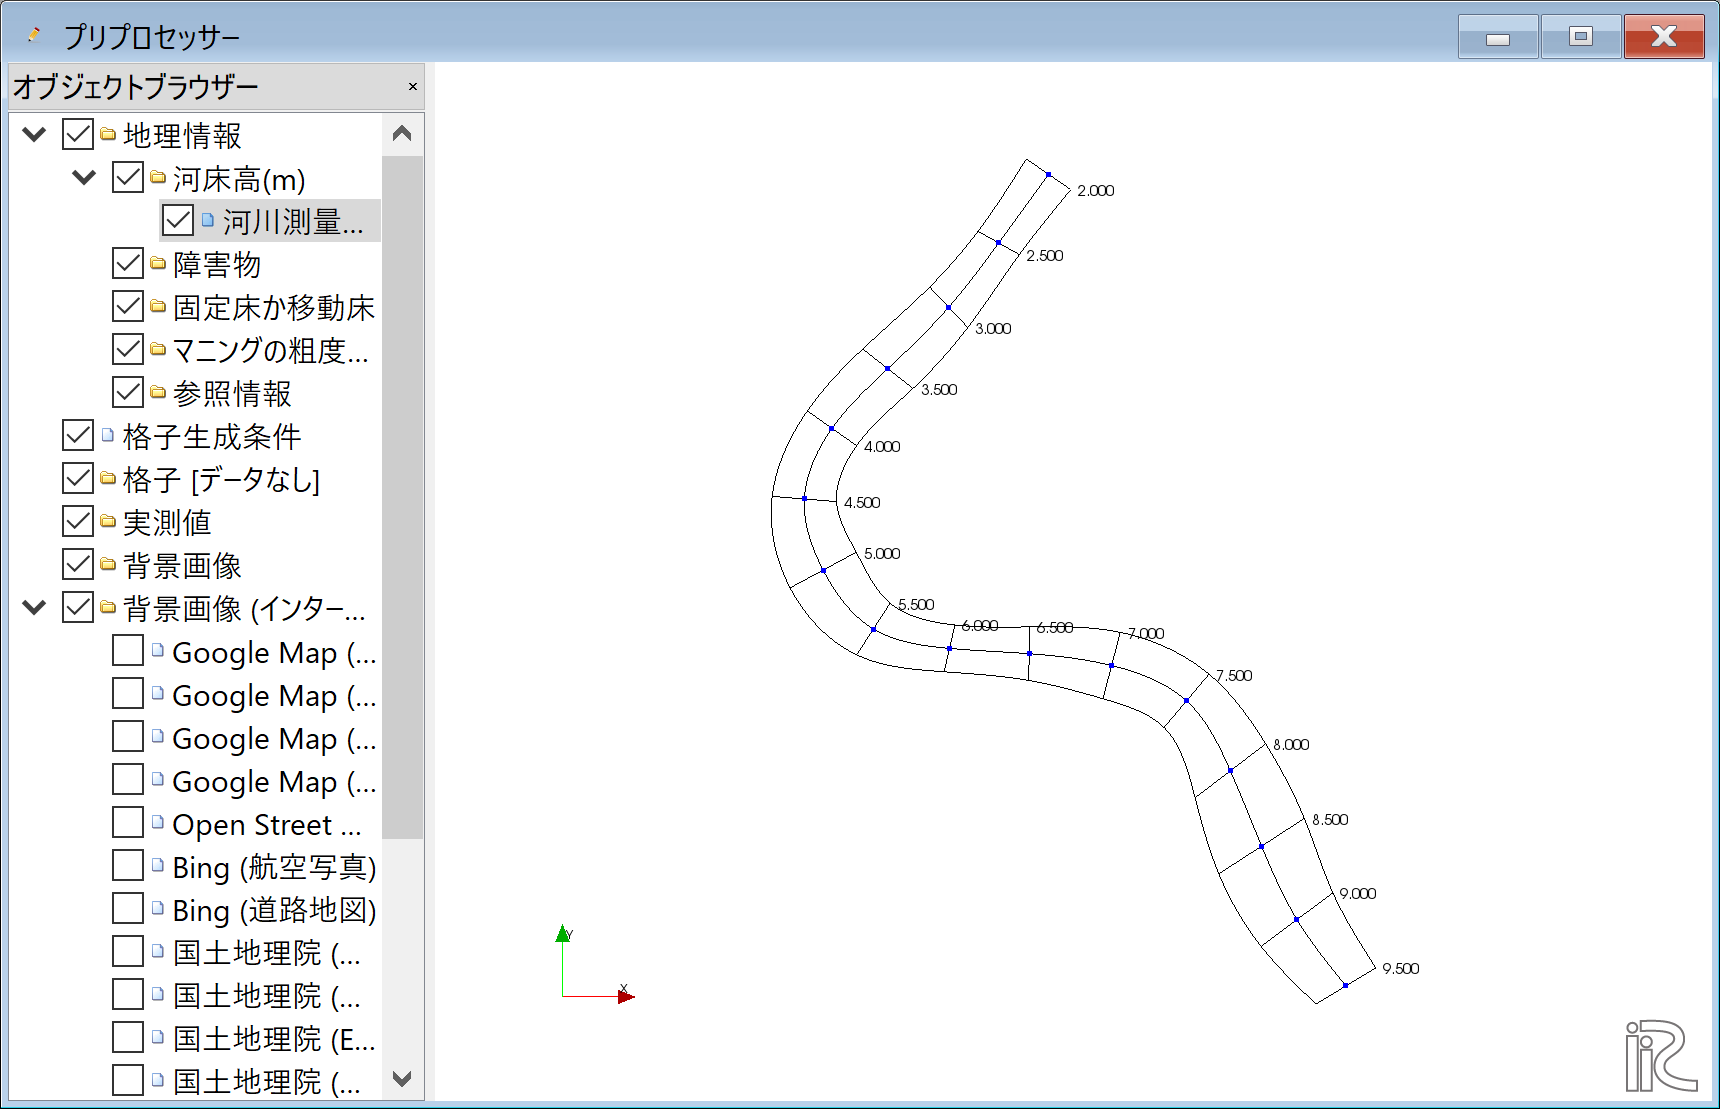 プリプロセッサー
オブジェクトブラウザー
地理情報
河床高(m)
河川測量...
障害物
固定床か移動床
マニングの粗度...
参照情報
格子生成条件
格子 [データなし]
実測値
背景画像
背景画像 (インター...
Google Map (...
Google Map (...
Google Map (...
Google Map (...
Open Street ...
Bing (航空写真)
Bing (道路地図)
国土地理院 (...
国土地理院 (...
国土地理院 (E...
国土地理院 (...
2.000
2.500
3.000
3.500
4.000
4.500
5.000
5.500
6.000
6.500
7.000
7.500
8.000
8.500
9.000
9.500
Y
X
iRIC